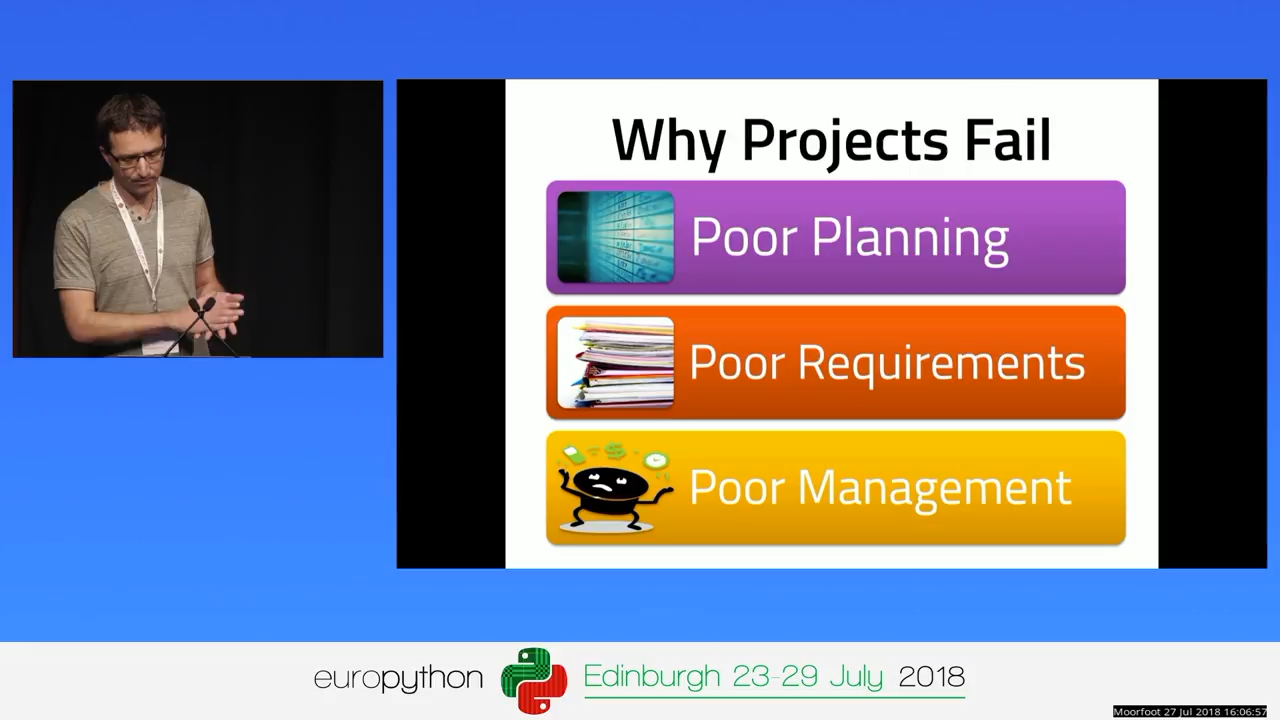 Why Projects Fail
Poor Planning
Poor Requirements
Poor Management
europython
Edinburgh 23-29 July 2018
Moorfoot 27 Jul 2018 16:06:57